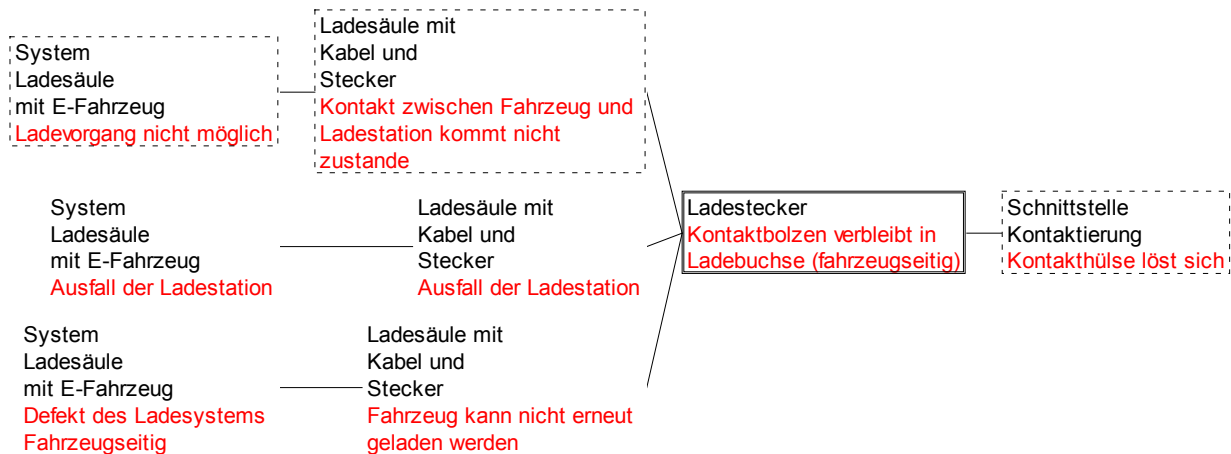 System
Ladesäule
mit E-Fahrzeug
Ladevorgang nicht möglich
Ladesäule mit
Kabel und
Stecker
Kontakt zwischen Fahrzeug und
Ladestation kommt nicht
zustande
System
Ladesäule
mit E-Fahrzeug
Ausfall der Ladestation
Ladesäule mit
Kabel und
Stecker
Ausfall der Ladestation
System
Ladesäule
mit E-Fahrzeug
Defekt des Ladesystems
Fahrzeugseitig
Ladesäule mit
Kabel und
Stecker
Fahrzeug kann nicht erneut
geladen werden
Ladestecker
Kontaktbolzen verbleibt in
Ladebuchse (fahrzeugseitig)
Schnittstelle
Kontaktierung
Kontakthülse löst sich